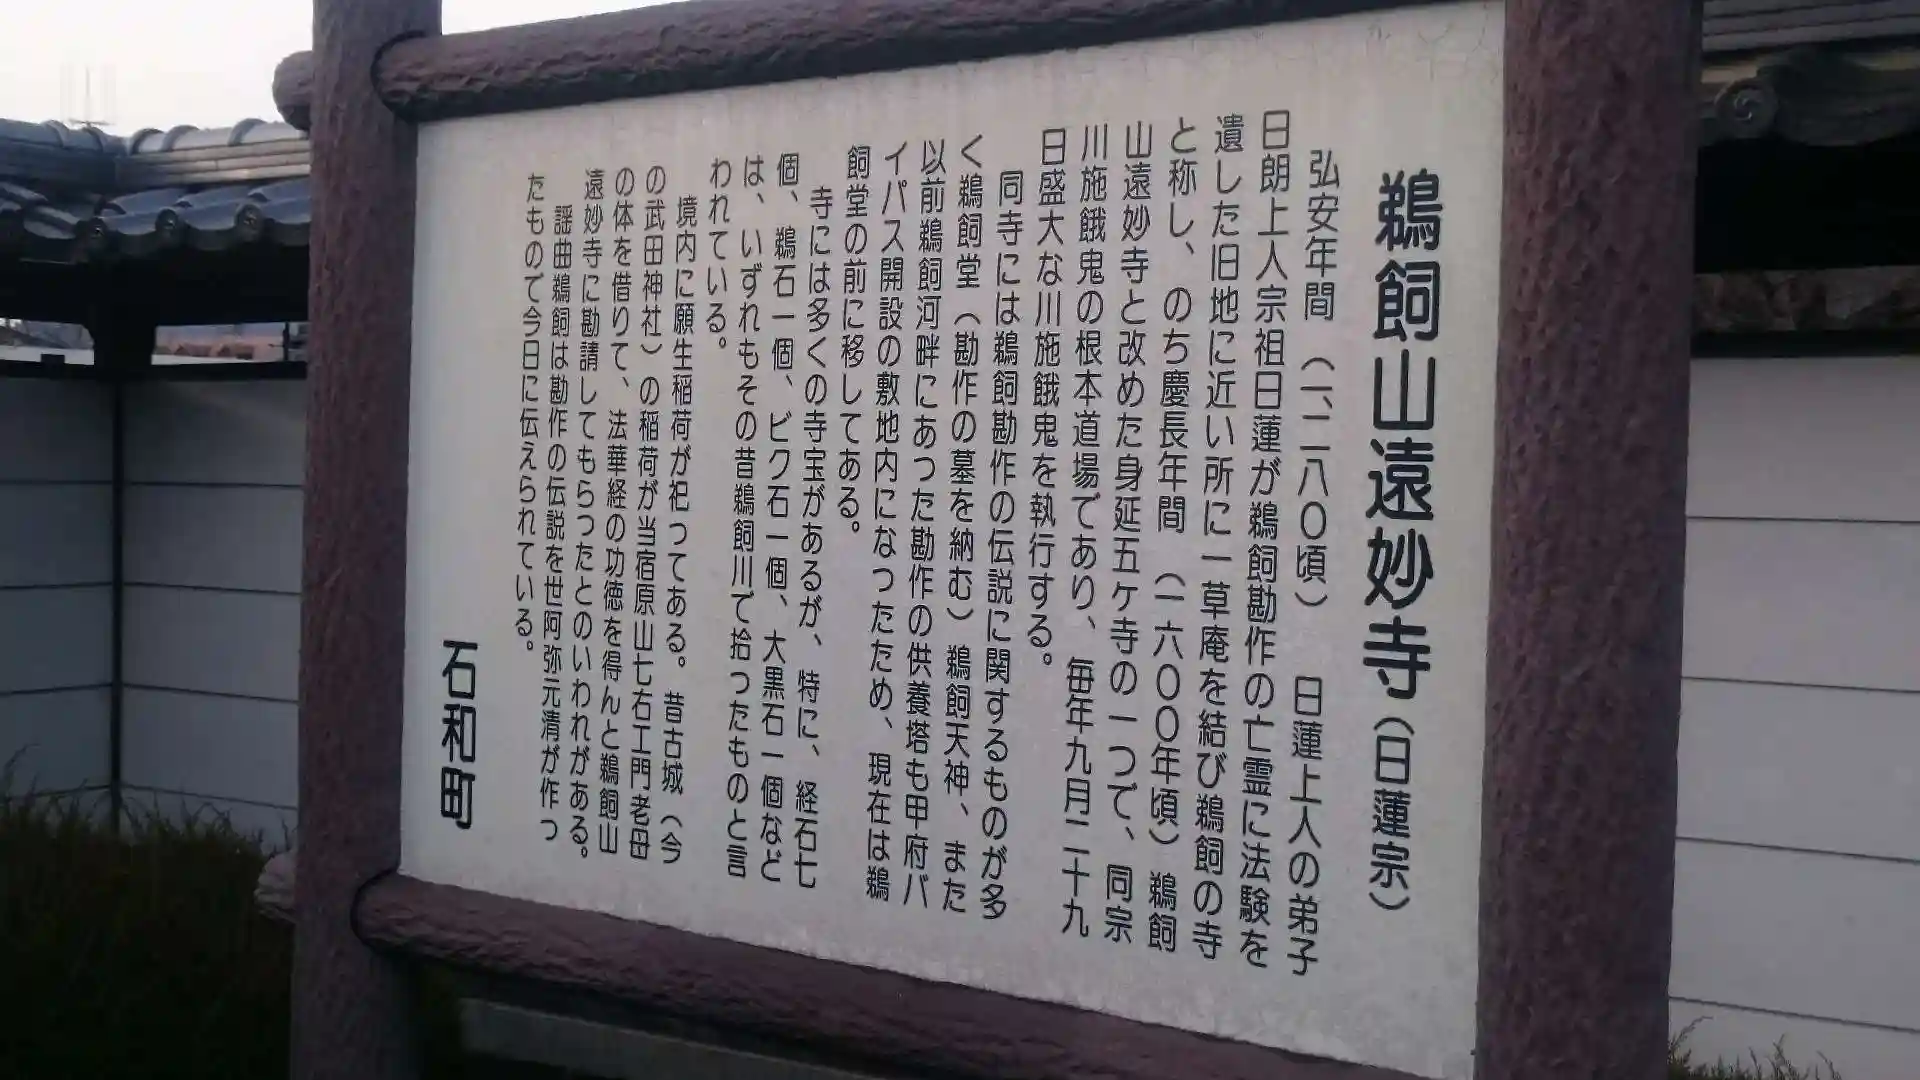 鵜飼山遠妙寺(日蓮宗)
弘安年間 (一、二八〇頃) 日蓮上人の弟子
日朗上人宗祖日蓮が鵜飼勘作の亡霊に法験を
遺した旧地に近い所に一草庵を結び鵜飼の寺
と称し、のち慶長年間 (一六〇〇年頃) 鵜飼
山遠妙寺と改めた身延五ケ寺の一つで、同宗
川施餓鬼の根本道場であり、毎年九月二十九
日盛大な川施餓鬼を執行する。
同寺には鵜飼勘作の伝説に関するものが多
く鵜飼堂(勘作の墓を納む)鵜飼天神、また
以前鵜飼河畔にあった勘作の供養塔も甲府バ
イパス開設の敷地内になったため、現在は鵜
飼堂の前に移してある。
寺には多くの寺宝があるが、特に、経石七
個、鵜石一個、ビク石一個、大黒石一個など
は、いずれもその昔鵜飼川で拾ったものと言
われている。
境内に願生稲荷が祀つてある。昔古城(今
の武田神社)の稲荷が当宿原山七右エ門老母
の体を借りて、法華経の功徳を得んと鵜飼山
遠妙寺に勘請してもらったとのいわれがある。
謡曲鵜飼は勘作の伝説を世阿弥元清が作っ
たもので今日に伝えられている。
石和町